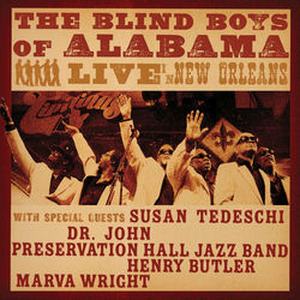 THE BLIND BOYS
OF ALABAMA
LIVE IN NEW ORLEANS
WITH SPECIAL GUESTS SUSAN TEDESCHI
DR. JOHN
PRESERVATION HALL JAZZ BAND
HENRY BUTLER
MARVA WRIGHT